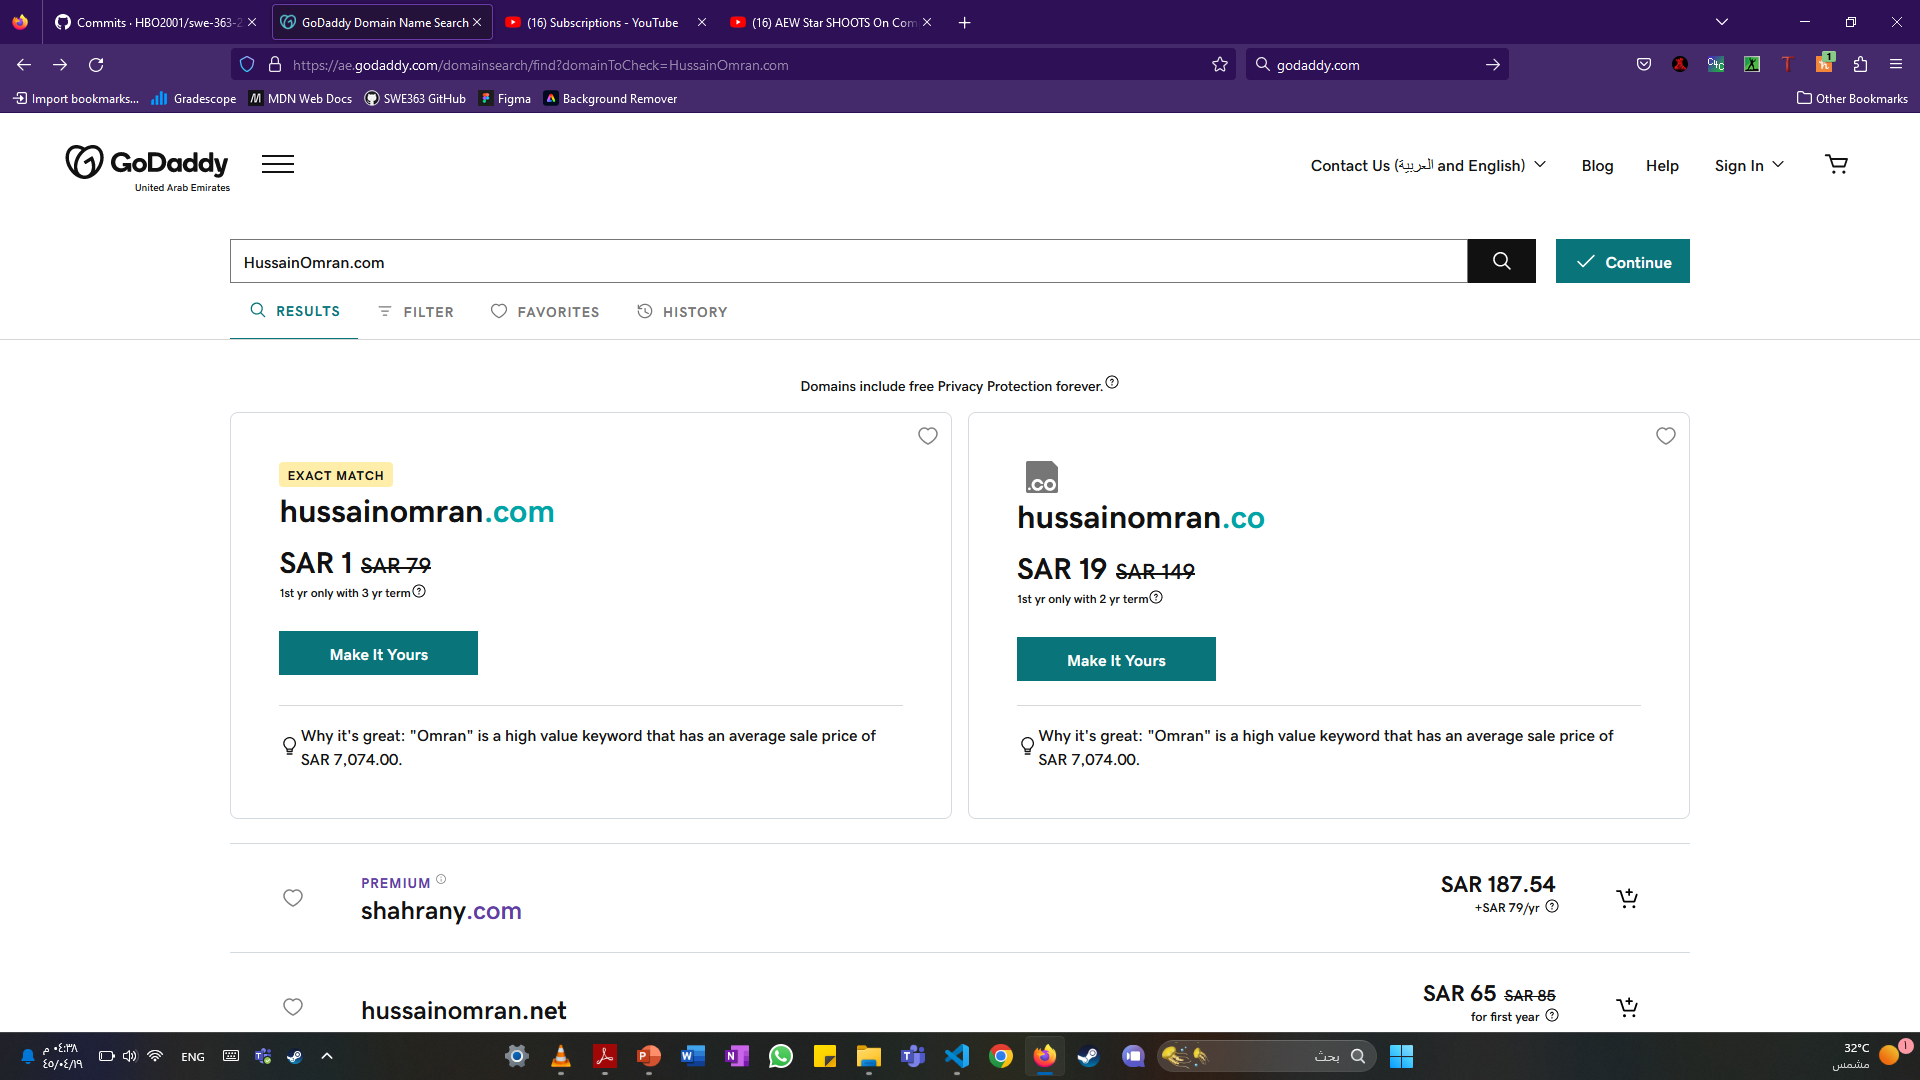 Commits · HBO2001/swe-363-2
GoDaddy Domain Name Search
(16) Subscriptions - YouTube
(16) AEW Star SHOOTS On Com
https://ae.godaddy.com/domainsearch/find?domainToCheck=HussainOmran.com
godaddy.com
1
Import bookmarks...
Gradescope
MDN Web Docs
SWE363 GitHub
Figma
Background Remover
Other Bookmarks
GoDaddy
United Arab Emirates
Contact Us (العربية and English)
Blog
Help
Sign In
HussainOmran.com
Continue
RESULTS
FILTER
FAVORITES
HISTORY
Domains include free Privacy Protection forever.
EXACT MATCH
hussainomran.com
SAR 1 SAR 79
1st yr only with 3 yr term
Make It Yours
Why it's great: "Omran" is a high value keyword that has an average sale price of
SAR 7,074.00.
.co
hussainomran.co
SAR 19 SAR 149
1st yr only with 2 yr term
Make It Yours
Why it's great: "Omran" is a high value keyword that has an average sale price of
SAR 7,074.00.
PREMIUM
shahrany.com
SAR 187.54
+SAR 79/yr
hussainomran.net
SAR 65 SAR 85
for first year
٠٤:٣٨ م
٤٥/٠٤/١٩
ENG
بحث
32°C
مشمس
١